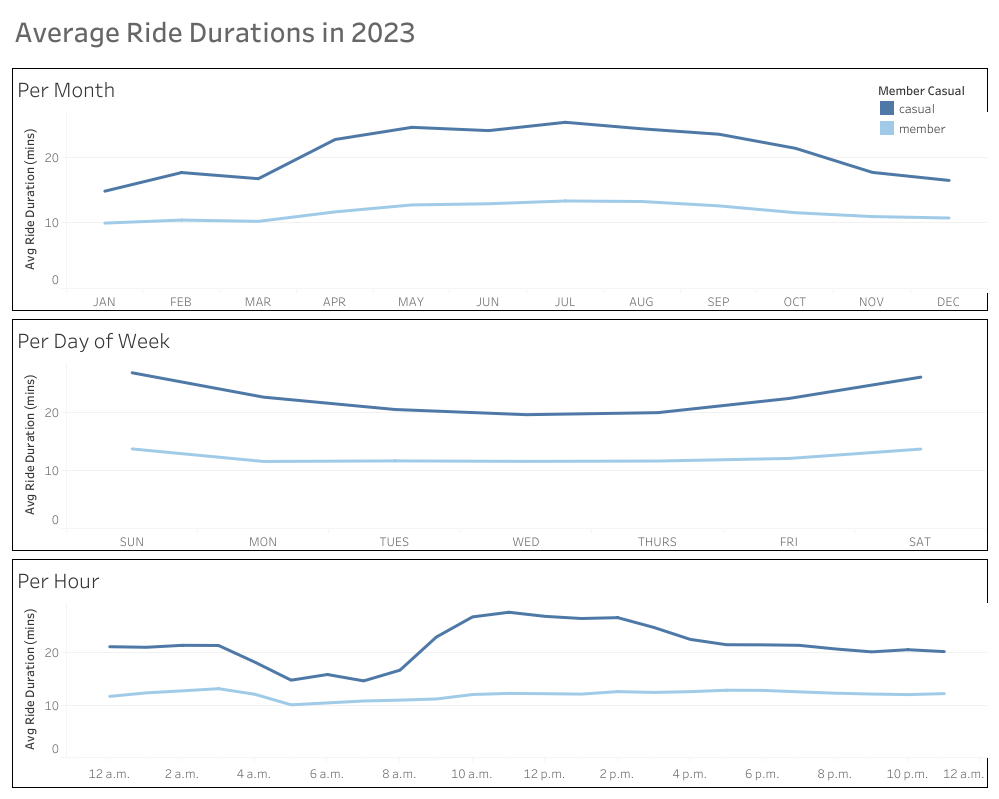 Average Ride Durations in 2023
Per Month
Member Casual
casual
member
Avg Ride Duration (mins)
20
10
0
JAN FEB MAR APR MAY JUN JUL AUG SEP OCT NOV DEC
Per Day of Week
Avg Ride Duration (mins)
20
10
0
SUN MON TUES WED THURS FRI SAT
Per Hour
Avg Ride Duration (mins)
20
10
0
12 a.m. 2 a.m. 4 a.m. 6 a.m. 8 a.m. 10 a.m. 12 p.m. 2 p.m. 4 p.m. 6 p.m. 8 p.m. 10 p.m. 12 a.m.